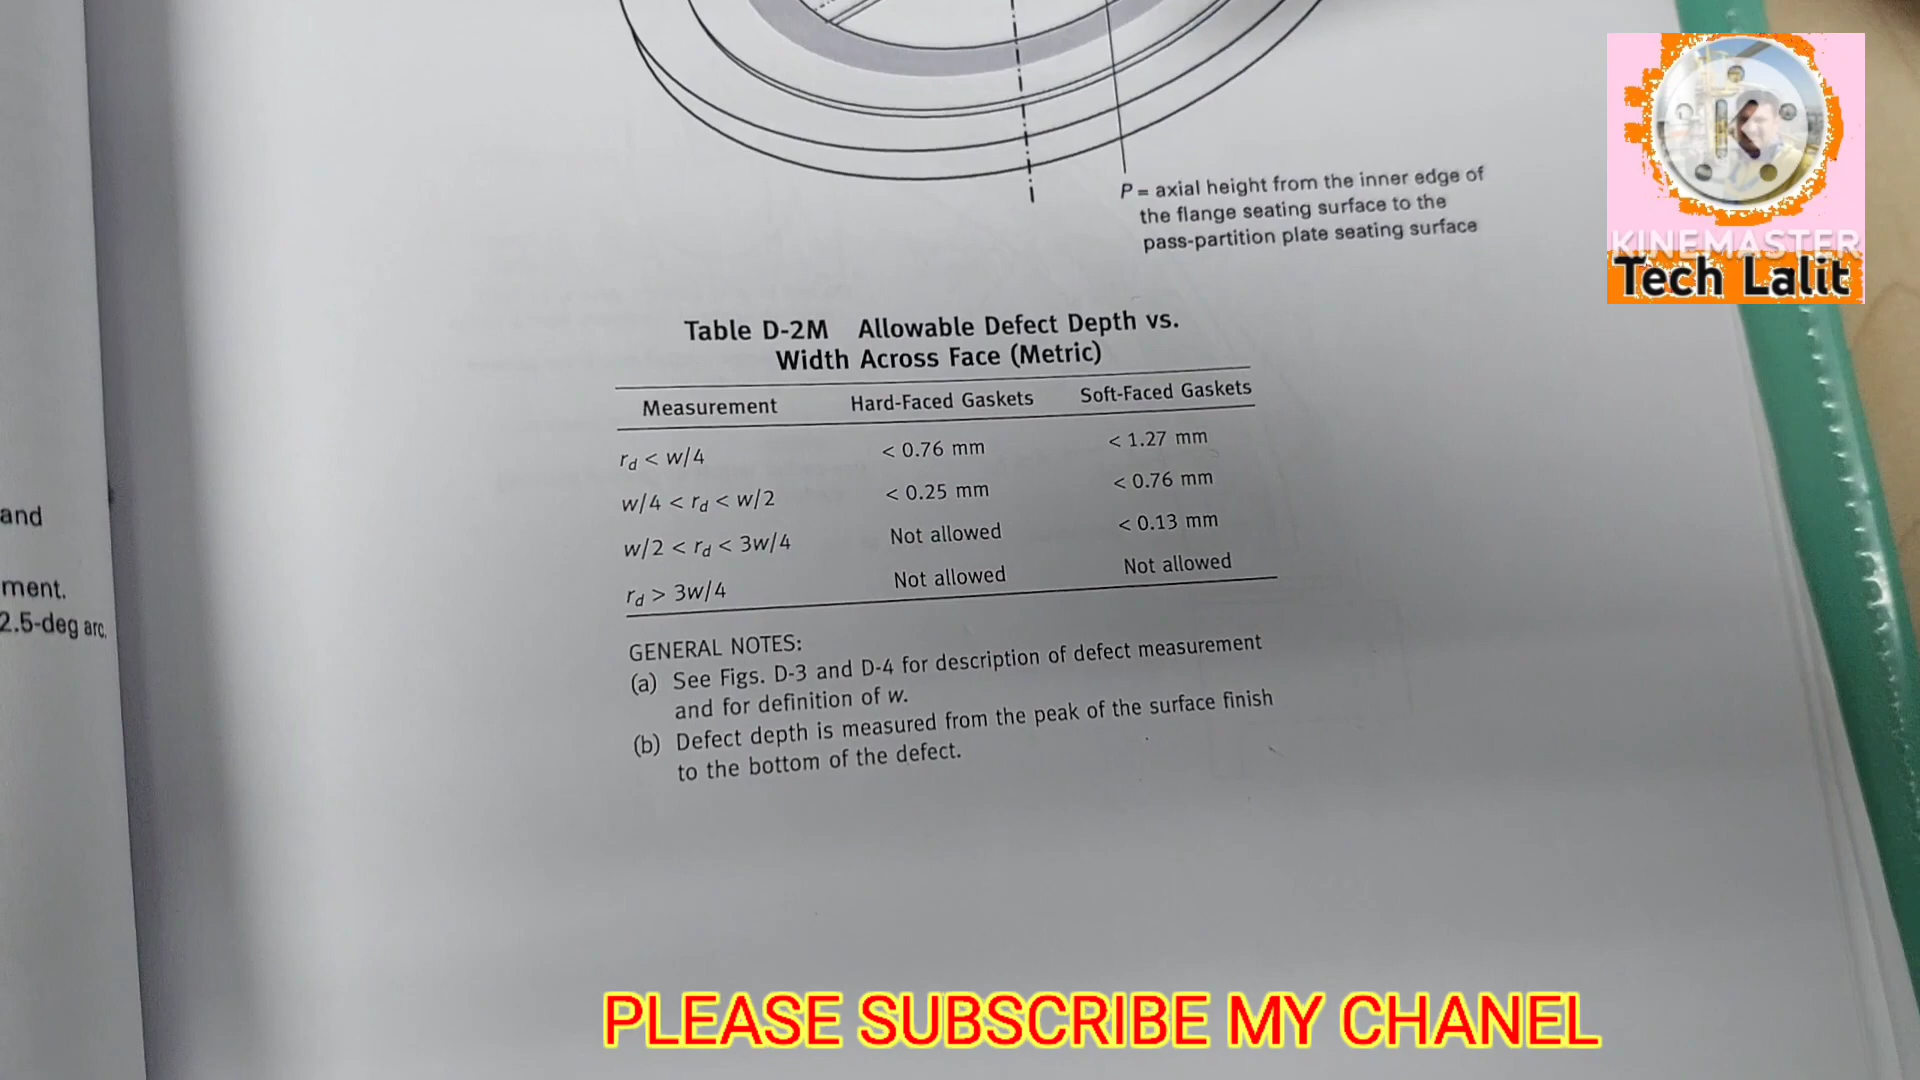 P = axial height from the inner edge of
the flange seating surface to the
pass-partition plate seating surface
KINEMASTER
Tech Lalit
Table D-2M Allowable Defect Depth vs.
Width Across Face (Metric)
Measurement Hard-Faced Gaskets Soft-Faced Gaskets
rd < w/4 < 0.76 mm < 1.27 mm
w/4 < rd < w/2 < 0.25 mm < 0.76 mm
w/2 < rd < 3w/4 Not allowed < 0.13 mm
rd > 3w/4 Not allowed Not allowed
and
ment.
2.5-deg arc.
GENERAL NOTES:
(a) See Figs. D-3 and D-4 for description of defect measurement
and for definition of w.
(b) Defect depth is measured from the peak of the surface finish
to the bottom of the defect.
PLEASE SUBSCRIBE MY CHANEL